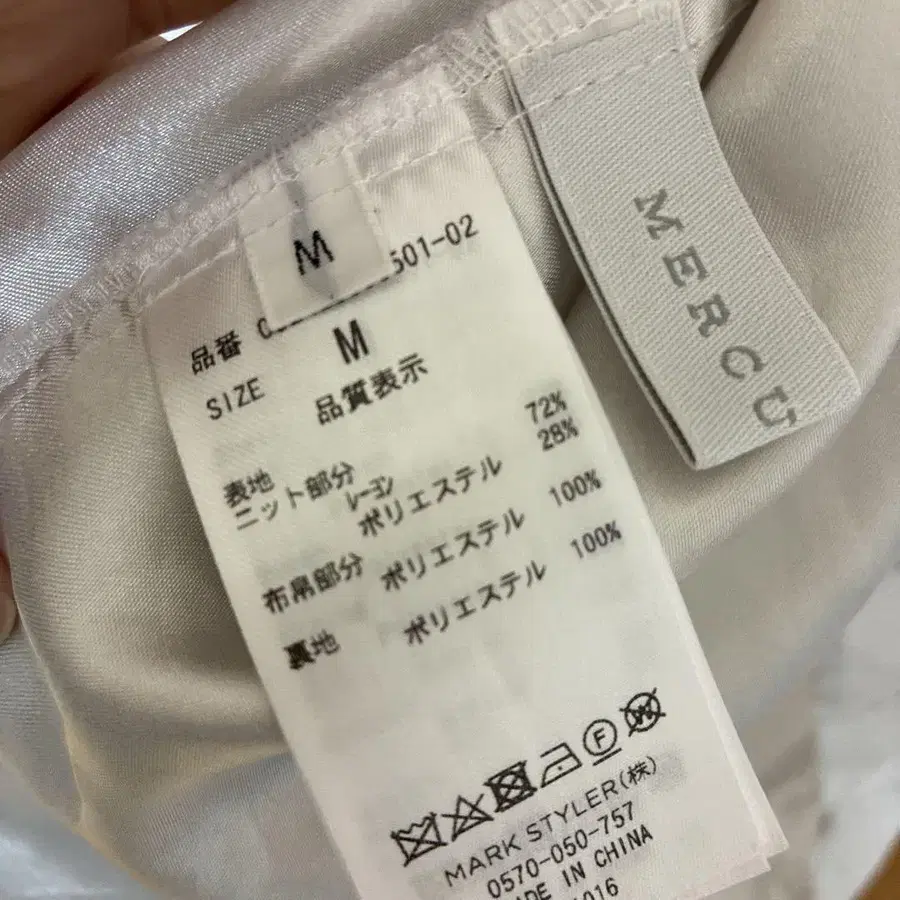 M
品番 501-02
SIZE M
品質表示
表地
ニット部分
レーヨン 72%
ポリエステル 28%
布帛部分 ポリエステル 100%
裏地 ポリエステル 100%
F
W
MARK STYLER(株)
0570-050-757
MADE IN CHINA
MERCU